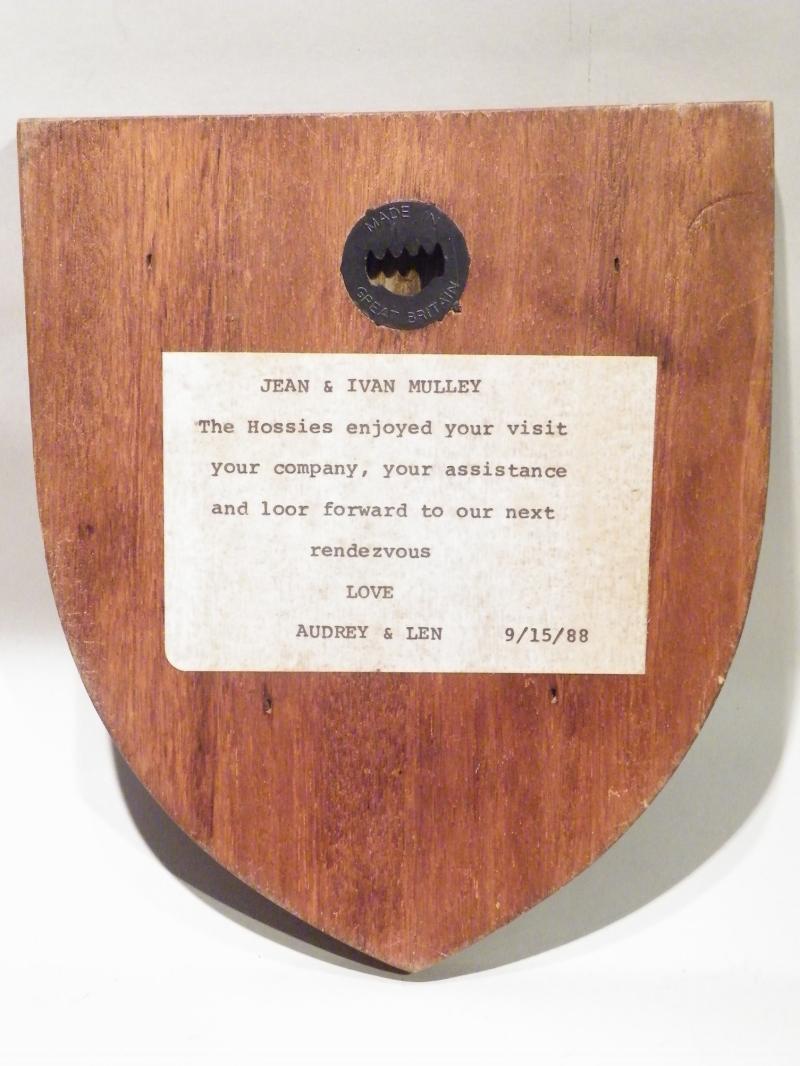 MADE IN
GREAT BRITAIN
JEAN & IVAN MULLEY
The Hossies enjoyed your visit
your company, your assistance
and loor forward to our next
rendezvous
LOVE
AUDREY & LEN 9/15/88